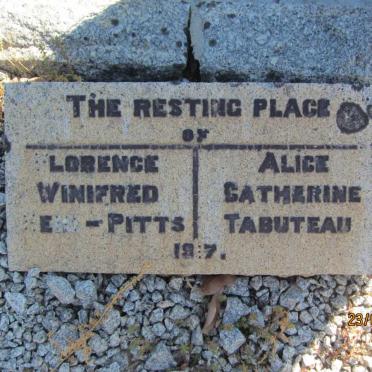 THE RESTING PLACE
OF
LORENCE ALICE
WINIFRED CATHERINE
PITTS TABUTEAU